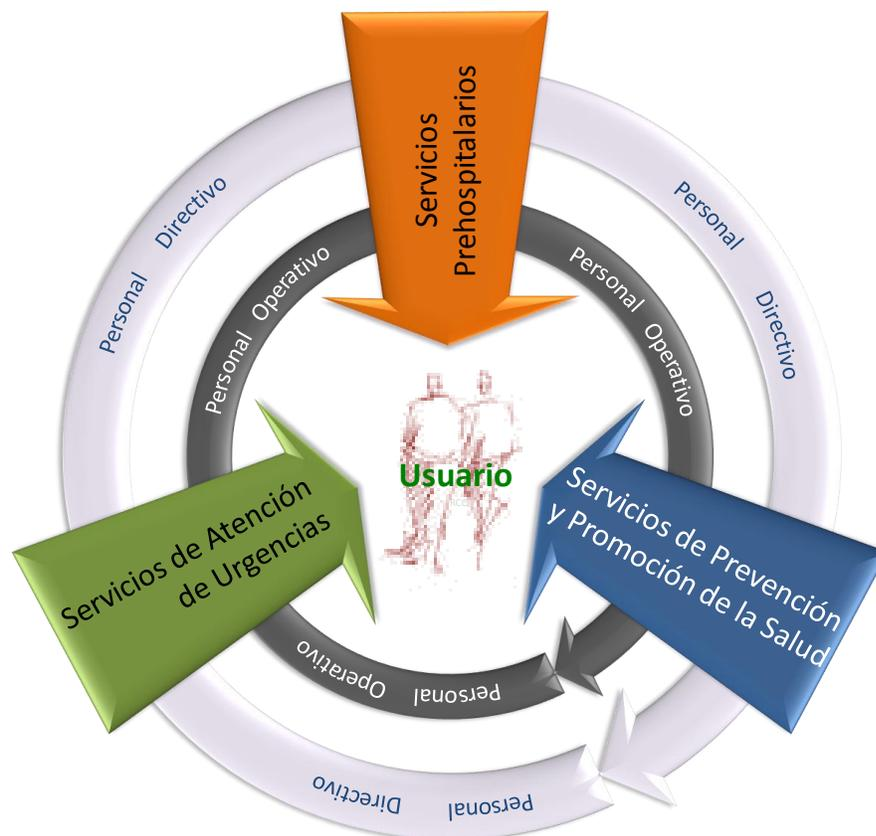 Servicios
Prehospitalarios
Personal Directivo
Personal Operativo
Personal Directivo
Personal Operativo
Usuario
Servicios de Atención
de Urgencias
Servicios de Prevención
y Promoción de la Salud
Personal Operativo
Personal Directivo